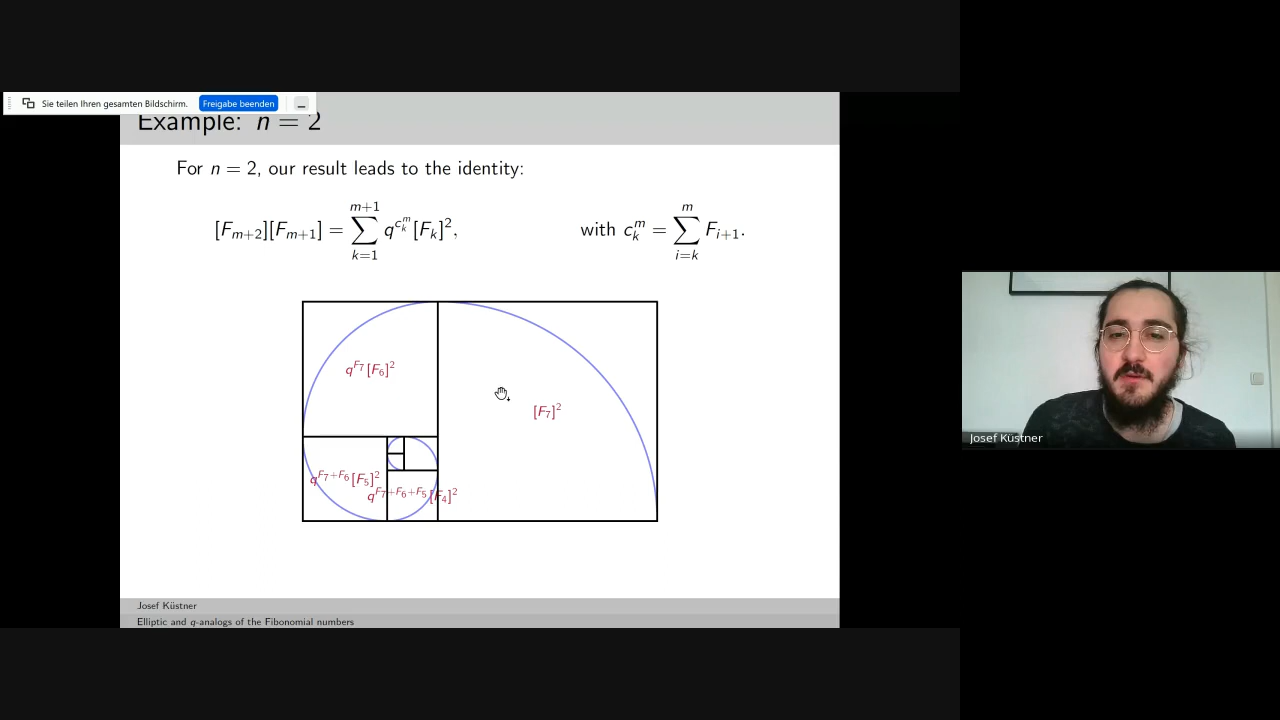 Sie teilen Ihren gesamten Bildschirm. Freigabe beenden
Example: n = 2
For n = 2, our result leads to the identity:
[F_{m+2}][F_{m+1}] = \sum_{k=1}^{m+1} q^{c_k^m} [F_k]^2, with c_k^m = \sum_{i=k}^{m} F_{i+1}.
q^{F_7}[F_6]^2
[F_7]^2
q^{F_7+F_6}[F_5]^2
q^{F_7+F_6+F_5}[F_4]^2
Josef Küstner
Josef Küstner
Elliptic and q-analogs of the Fibonomial numbers